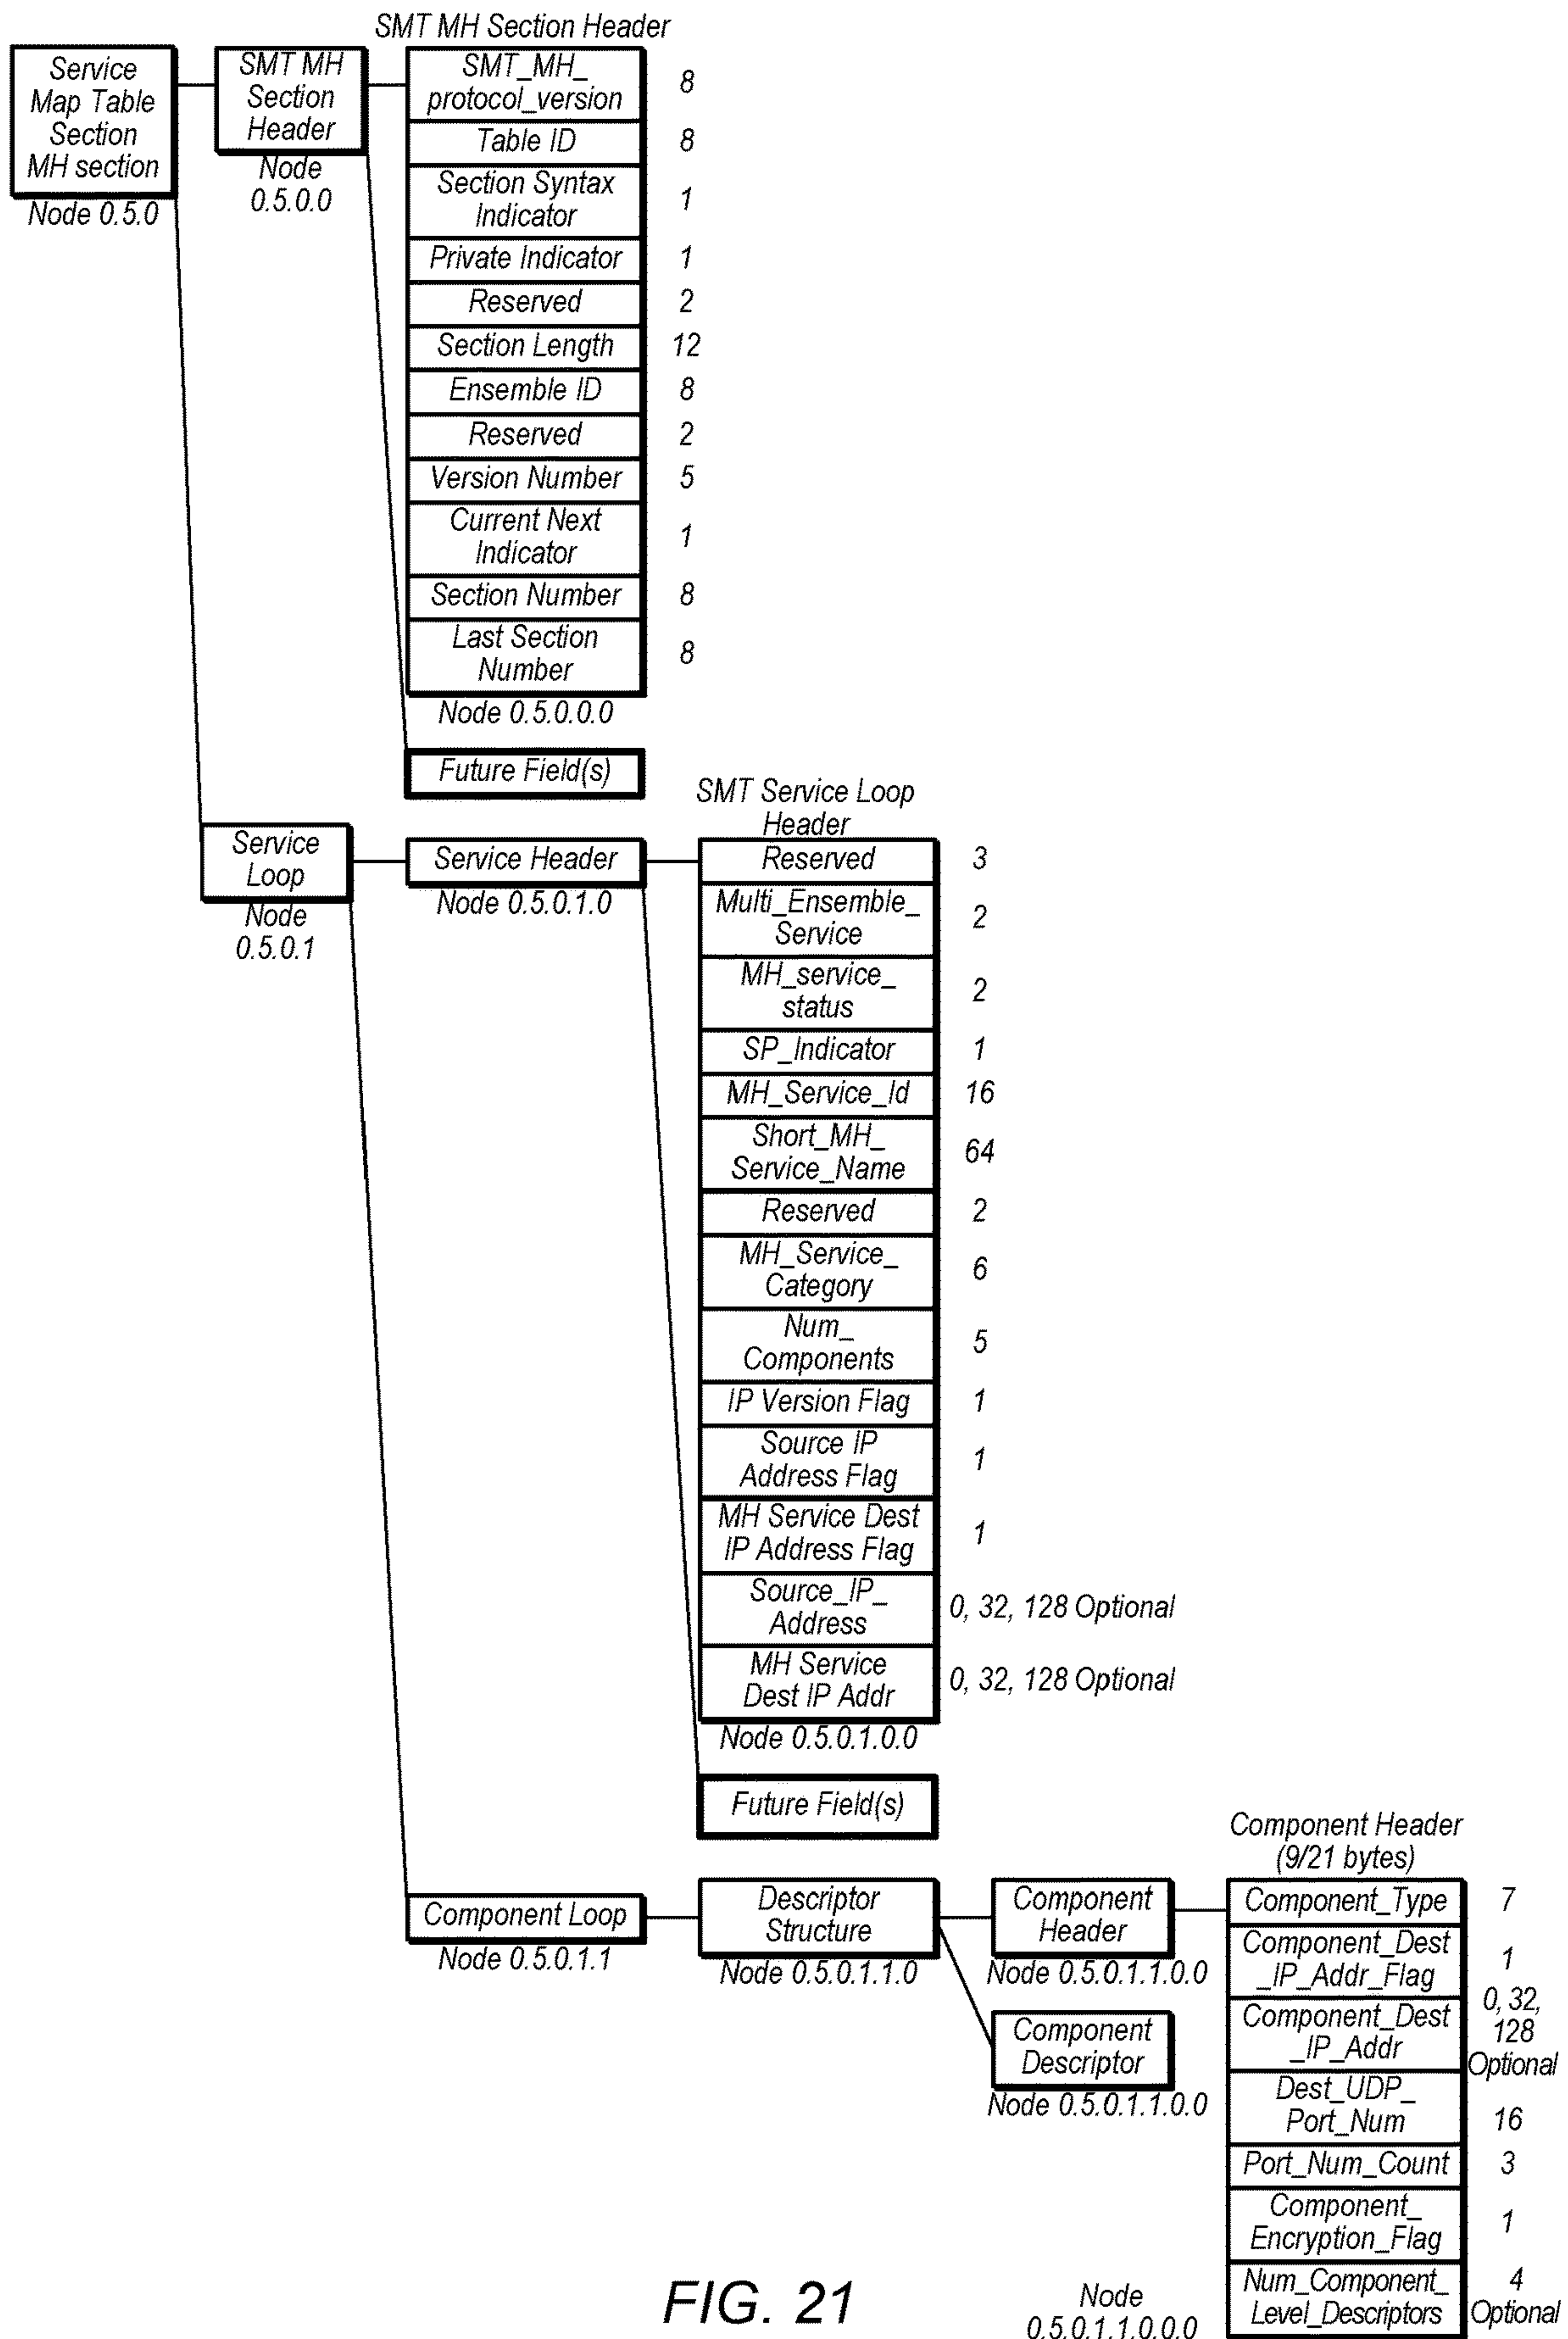 SMT MH Section Header
Service
Map Table
Section
MH section
Node 0.5.0
SMT MH
Section
Header
Node
0.5.0.0
SMT_MH_
protocol_version
8
Table ID
8
Section Syntax
Indicator
1
Private Indicator
1
Reserved
2
Section Length
12
Ensemble ID
8
Reserved
2
Version Number
5
Current Next
Indicator
1
Section Number
8
Last Section
Number
8
Node 0.5.0.0.0
Future Field(s)
Service
Loop
Node
0.5.0.1
Service Header
Node 0.5.0.1.0
SMT Service Loop
Header
Reserved
3
Multi_Ensemble_
Service
2
MH_service_
status
2
SP_Indicator
1
MH_Service_Id
16
Short_MH_
Service_Name
64
Reserved
2
MH_Service_
Category
6
Num_
Components
5
IP Version Flag
1
Source IP
Address Flag
1
MH Service Dest
IP Address Flag
1
Source_IP_
Address
0, 32, 128 Optional
MH Service
Dest IP Addr
0, 32, 128 Optional
Node 0.5.0.1.0.0
Future Field(s)
Component Loop
Node 0.5.0.1.1
Descriptor
Structure
Node 0.5.0.1.1.0
Component
Header
Node 0.5.0.1.1.0.0
Component
Descriptor
Node 0.5.0.1.1.0.0
Component Header
(9/21 bytes)
Component_Type
7
Component_Dest
_IP_Addr_Flag
1
Component_Dest
_IP_Addr
0, 32,
128
Optional
Dest_UDP_
Port_Num
16
Port_Num_Count
3
Component_
Encryption_Flag
1
Num_Component_
Level_Descriptors
4
Optional
Node
0.5.0.1.1.0.0.0
FIG. 21